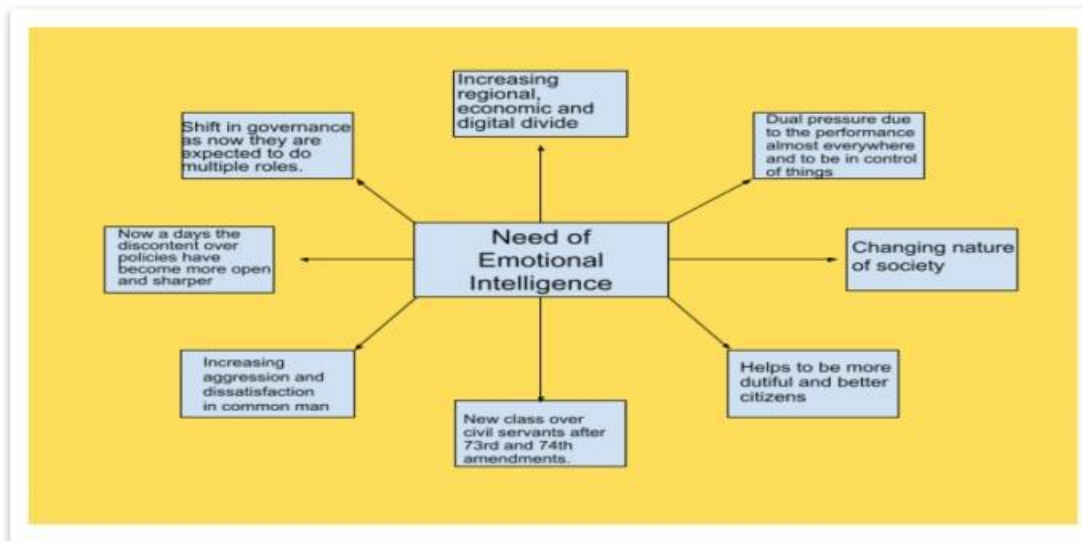 Increasing
regional,
economic and
digital divide
Shift in governance
as now they are
expected to do
multiple roles.
Dual pressure due
to the performance
almost everywhere
and to be in control
of things
Now a days the
discontent over
policies have
become more open
and sharper
Need of
Emotional
Intelligence
Changing nature
of society
Increasing
aggression and
dissatisfaction
in common man
New class over
civil servants after
73rd and 74th
amendments.
Helps to be more
dutiful and better
citizens